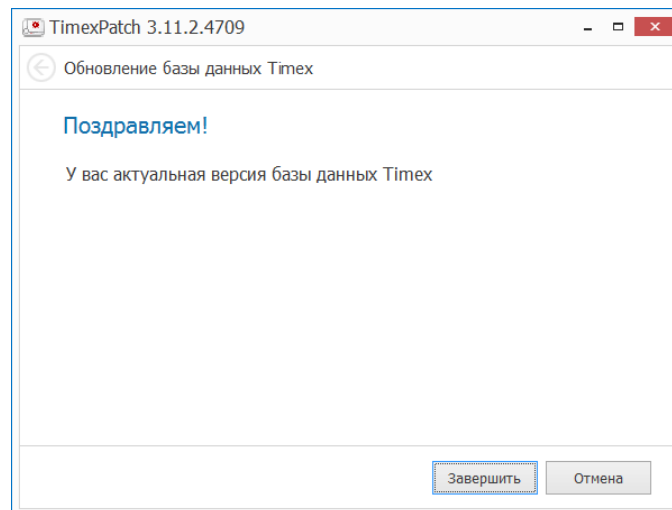 TimexPatch 3.11.2.4709
Обновление базы данных Timex
Поздравляем!
У вас актуальная версия базы данных Timex
Завершить
Отмена